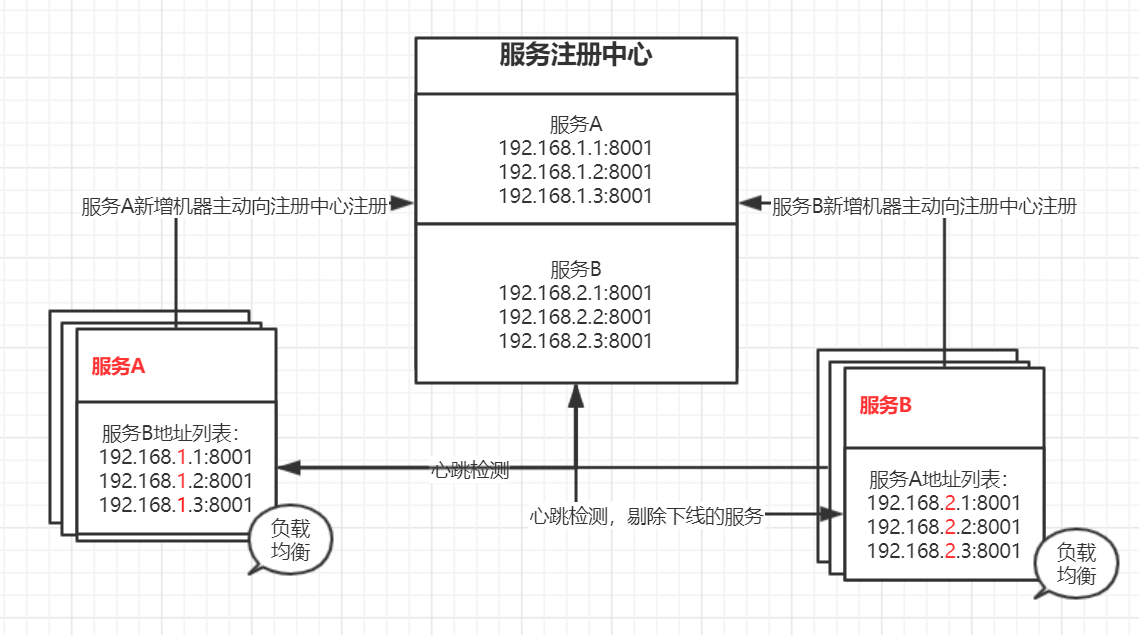 服务注册中心
服务A
192.168.1.1:8001
192.168.1.2:8001
192.168.1.3:8001
服务A新增机器主动向注册中心注册
服务B新增机器主动向注册中心注册
服务B
192.168.2.1:8001
192.168.2.2:8001
192.168.2.3:8001
服务A
服务B地址列表:
192.168.1.1:8001
192.168.1.2:8001
192.168.1.3:8001
负载
均衡
心跳检测
心跳检测，剔除下线的服务
服务B
服务A地址列表:
192.168.2.1:8001
192.168.2.2:8001
192.168.2.3:8001
负载
均衡